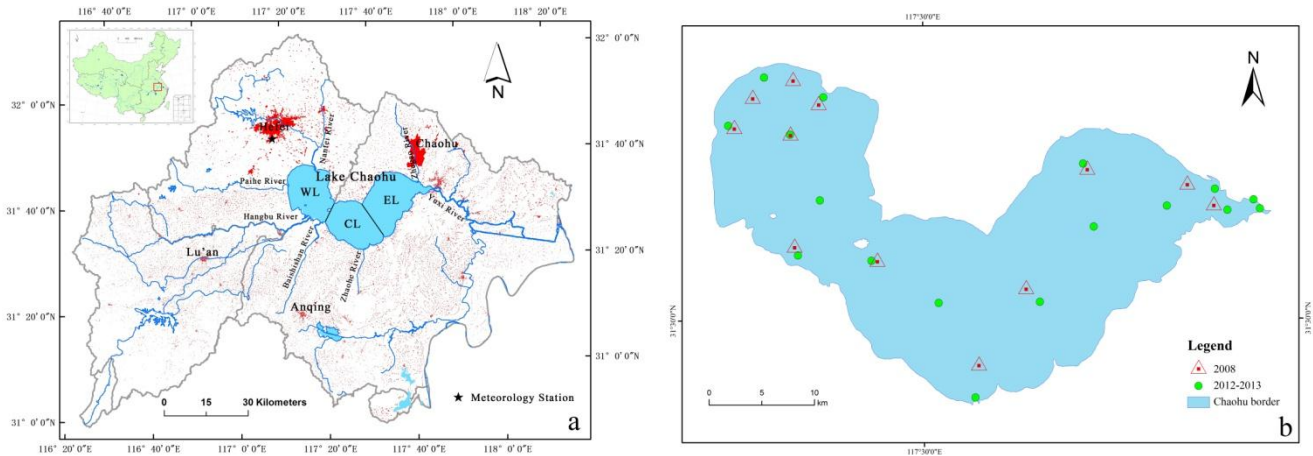 116° 40′0″E 117° 0′0″E 117° 20′0″E 117° 40′0″E 118° 0′0″E 118° 20′0″E
32° 0′0″N
N
32° 0′0″N
Hefei
Nanfei River
Chaohu
31° 40′0″N
Lake Chaohu
Paihe River
WL
EL
Yuxi River
31° 40′0″N
Hangbu River
CL
Lu'an
Baishishan River
Zhaohe River
31° 20′0″N
Anqing
31° 20′0″N
31° 0′0″N
0 15 30 Kilometers
Meteorology Station
a
31° 0′0″N
116° 20′0″E 116° 40′0″E 117° 0′0″E 117° 20′0″E 117° 40′0″E 118° 0′0″E
117°30'0"E
N
31°30'0"N
31°30'0"N
Legend
2008
2012-2013
Chaohu border
0 5 10
km
b
117°30'0"E